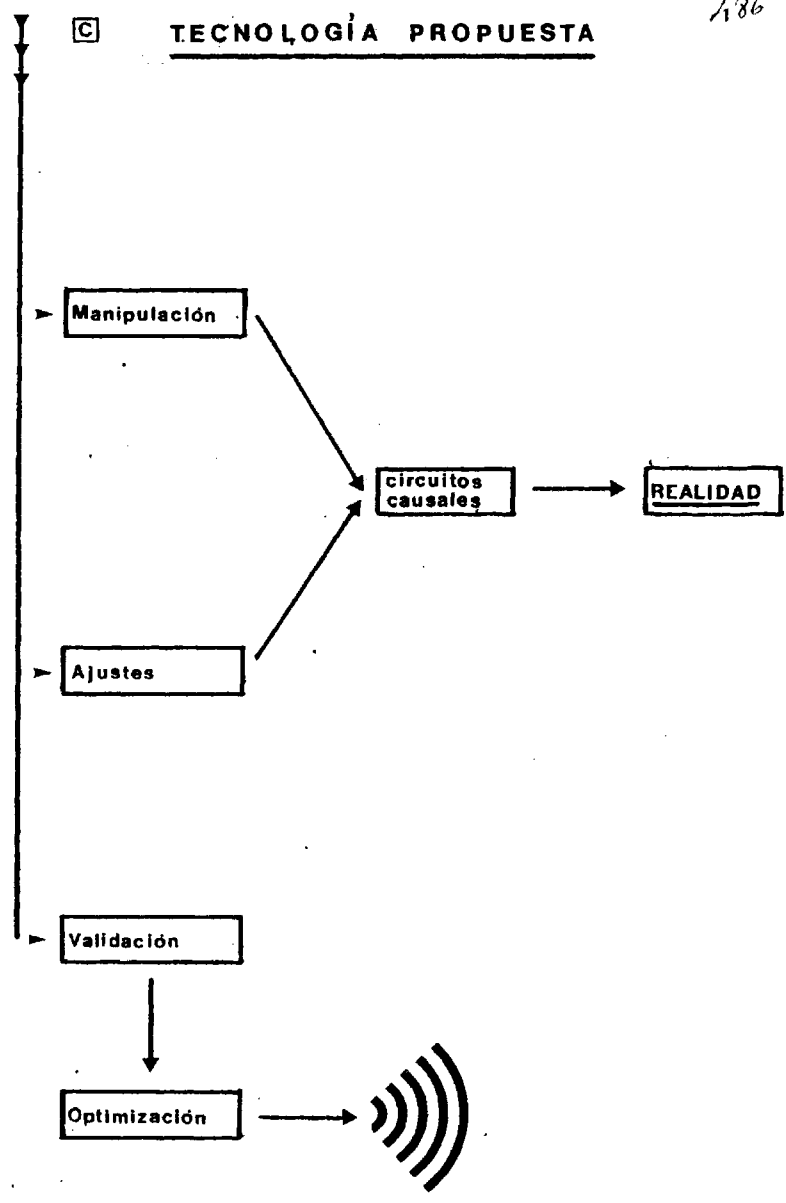 186
C TECNOLOGÍA PROPUESTA
Manipulación
circuitos
causales
REALIDAD
Ajustes
Validación
Optimización